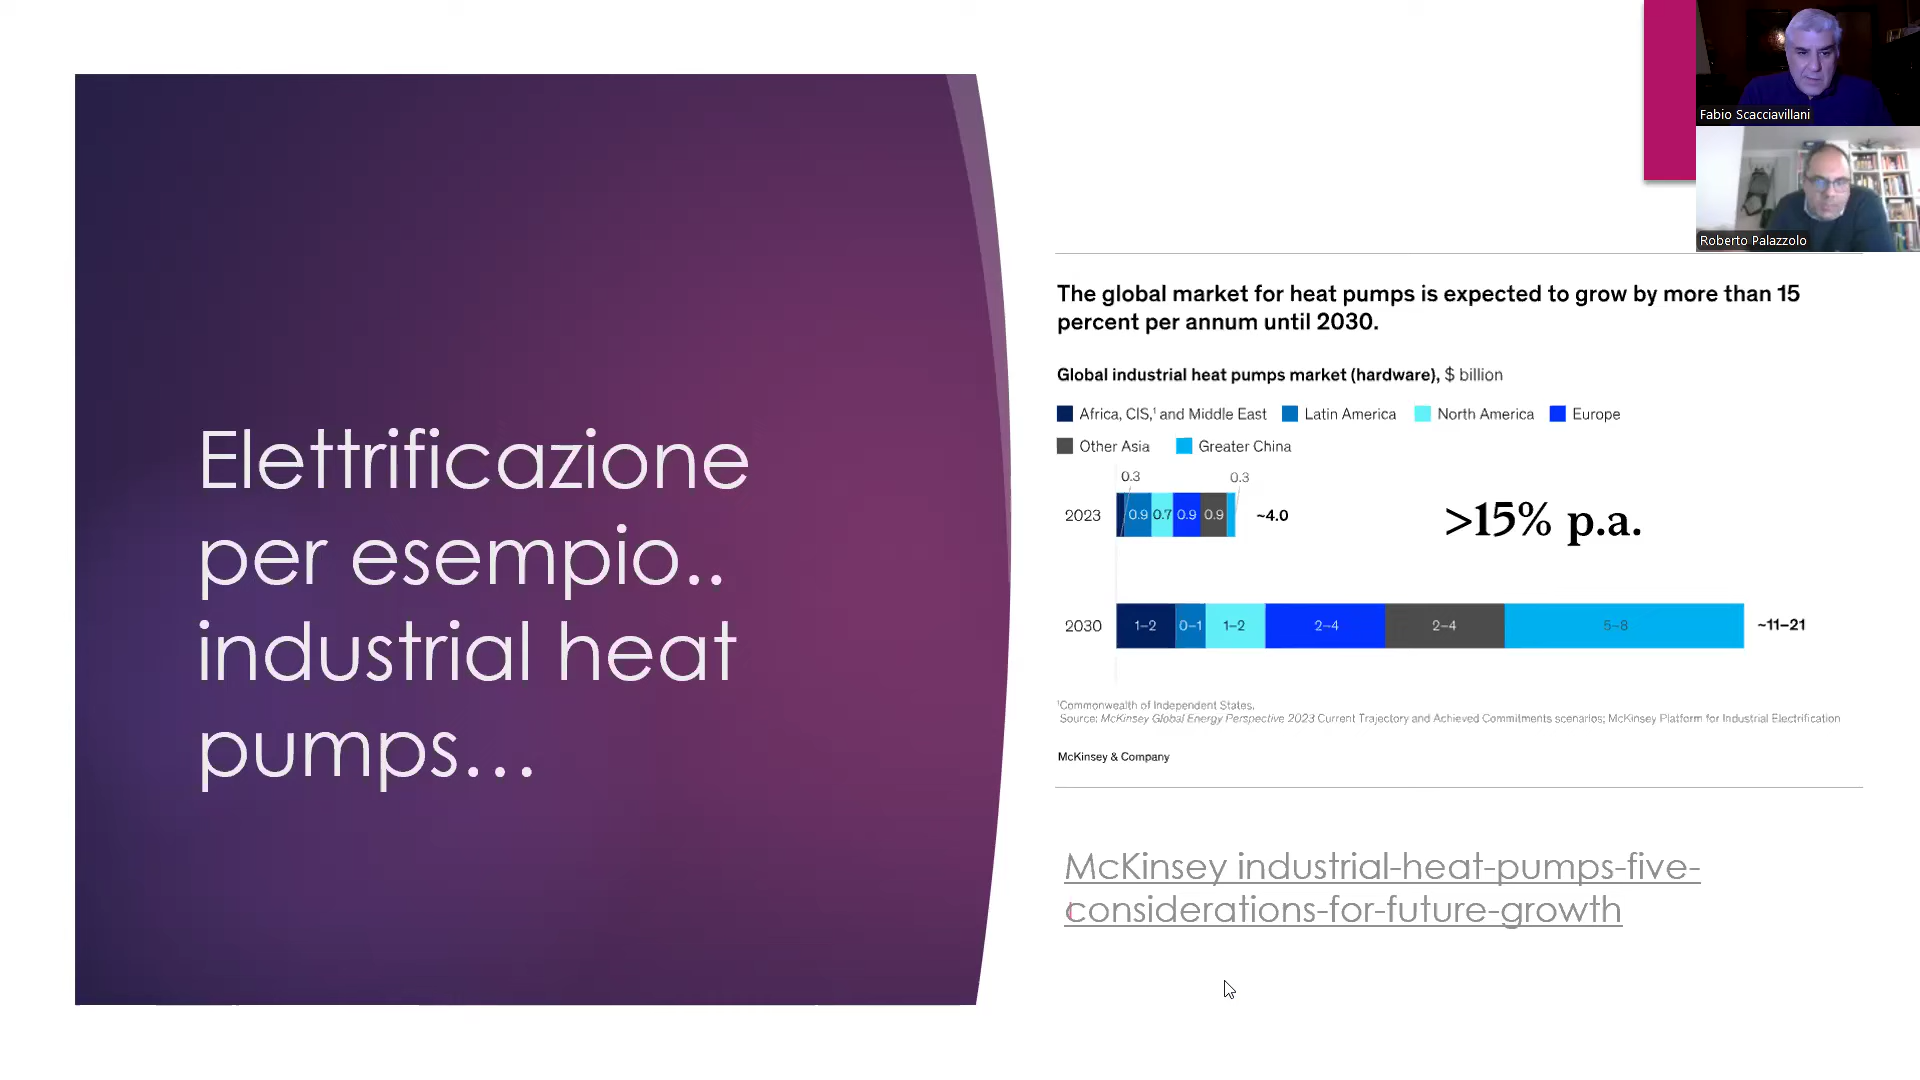 Elettrificazione
per esempio..
industrial heat
pumps...
Fabio Scacciavillani
Roberto Palazzolo
The global market for heat pumps is expected to grow by more than 15
percent per annum until 2030.
Global industrial heat pumps market (hardware), $ billion
Africa, CIS,¹ and Middle East Latin America North America Europe
Other Asia Greater China
0.3 0.3
2023 0.9 0.7 0.9 0.9 ~4.0
>15% p.a.
2030 1–2 0–1 1–2 2–4 2–4 5–8 ~11–21
¹Commonwealth of Independent States.
Source: McKinsey Global Energy Perspective 2023 Current Trajectory and Achieved Commitments scenarios; McKinsey Platform for Industrial Electrification
McKinsey & Company
McKinsey industrial-heat-pumps-five-
considerations-for-future-growth